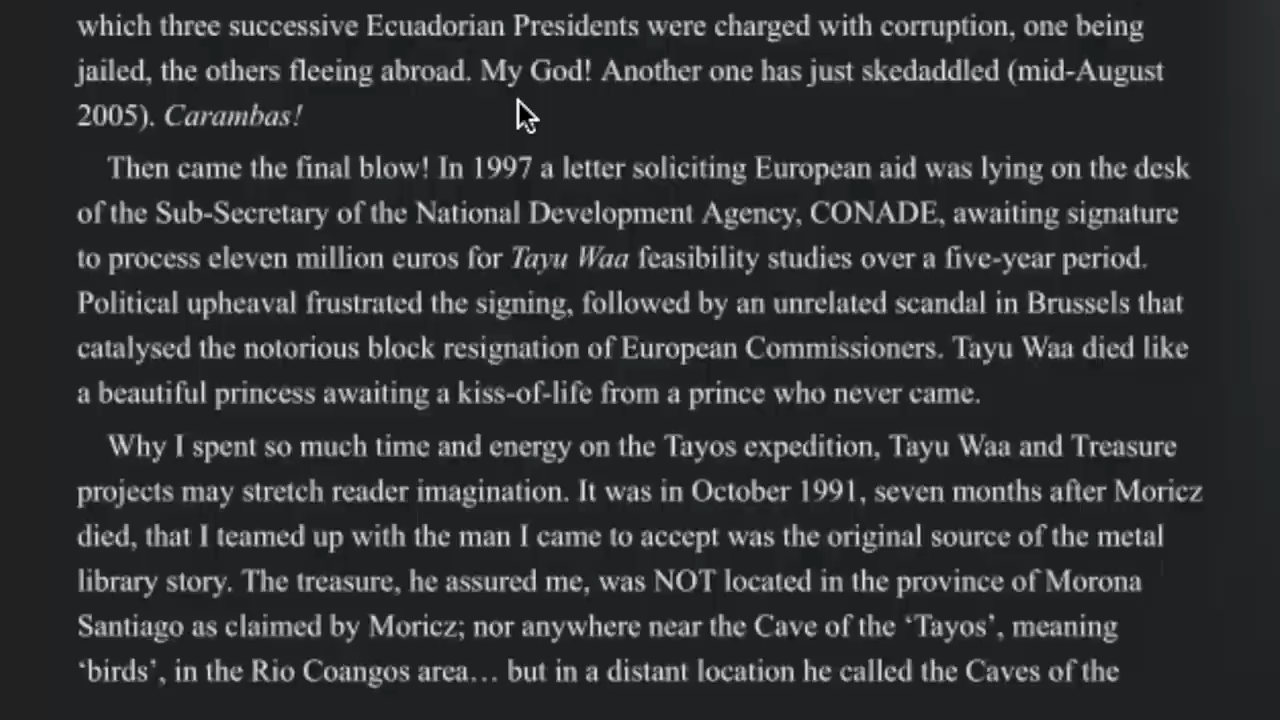 which three successive Ecuadorian Presidents were charged with corruption, one being
jailed, the others fleeing abroad. My God! Another one has just skedaddled (mid-August
2005). Carambas!
Then came the final blow! In 1997 a letter soliciting European aid was lying on the desk
of the Sub-Secretary of the National Development Agency, CONADE, awaiting signature
to process eleven million euros for Tayu Waa feasibility studies over a five-year period.
Political upheaval frustrated the signing, followed by an unrelated scandal in Brussels that
catalysed the notorious block resignation of European Commissioners. Tayu Waa died like
a beautiful princess awaiting a kiss-of-life from a prince who never came.
Why I spent so much time and energy on the Tayos expedition, Tayu Waa and Treasure
projects may stretch reader imagination. It was in October 1991, seven months after Moricz
died, that I teamed up with the man I came to accept was the original source of the metal
library story. The treasure, he assured me, was NOT located in the province of Morona
Santiago as claimed by Moricz; nor anywhere near the Cave of the ‘Tayos’, meaning
‘birds’, in the Rio Coangos area… but in a distant location he called the Caves of the